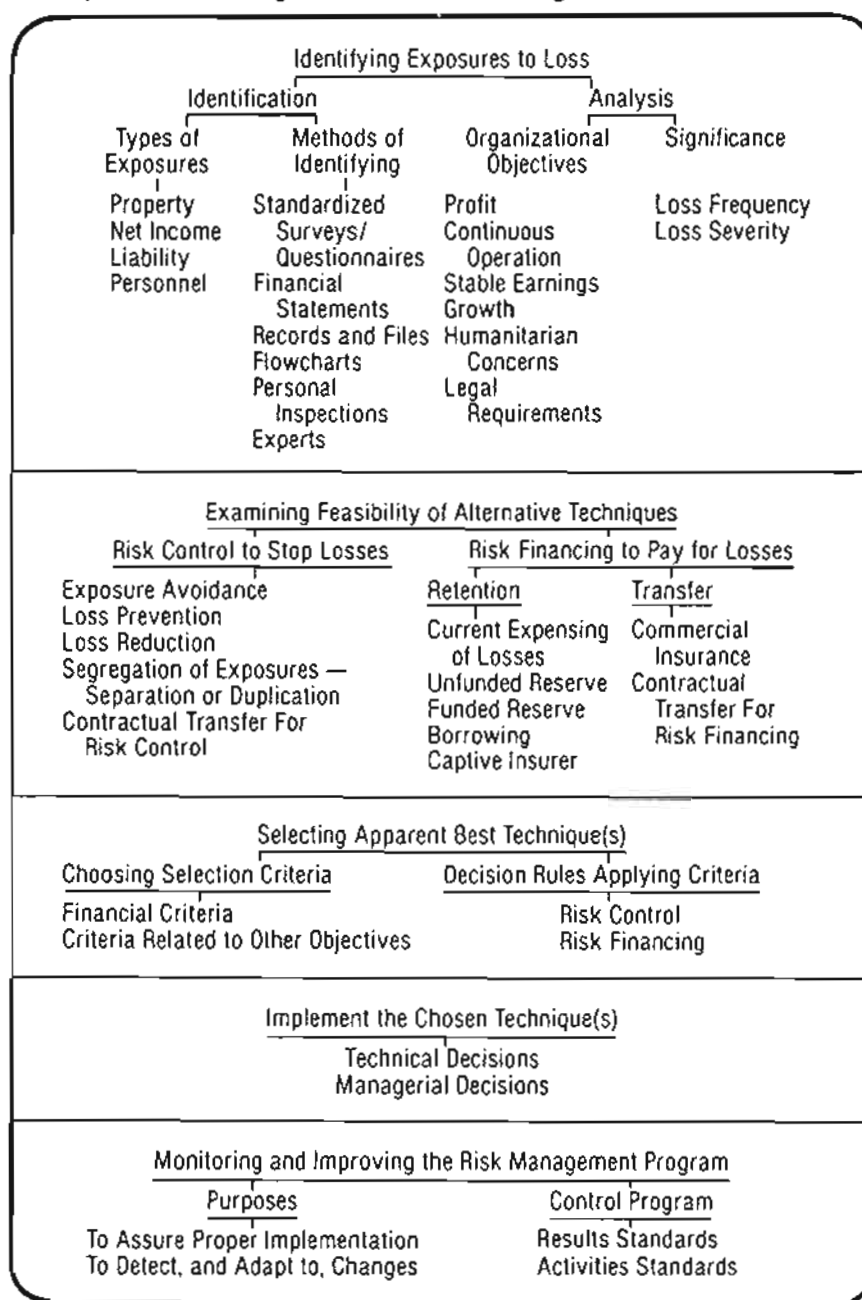 Identifying Exposures to Loss
Identification
Analysis
Types of Exposures
Property
Net Income
Liability
Personnel
Methods of Identifying
Standardized
Surveys/
Questionnaires
Financial
Statements
Records and Files
Flowcharts
Personal
Inspections
Experts
Organizational
Objectives
Profit
Continuous
Operation
Stable Earnings
Growth
Humanitarian
Concerns
Legal
Requirements
Significance
Loss Frequency
Loss Severity
Examining Feasibility of Alternative Techniques
Risk Control to Stop Losses
Exposure Avoidance
Loss Prevention
Loss Reduction
Segregation of Exposures —
Separation or Duplication
Contractual Transfer For
Risk Control
Risk Financing to Pay for Losses
Retention
Current Expensing
of Losses
Unfunded Reserve
Funded Reserve
Borrowing
Captive Insurer
Transfer
Commercial
Insurance
Contractual
Transfer For
Risk Financing
Selecting Apparent Best Technique(s)
Choosing Selection Criteria
Financial Criteria
Criteria Related to Other Objectives
Decision Rules Applying Criteria
Risk Control
Risk Financing
Implement the Chosen Technique(s)
Technical Decisions
Managerial Decisions
Monitoring and Improving the Risk Management Program
Purposes
To Assure Proper Implementation
To Detect, and Adapt to, Changes
Control Program
Results Standards
Activities Standards